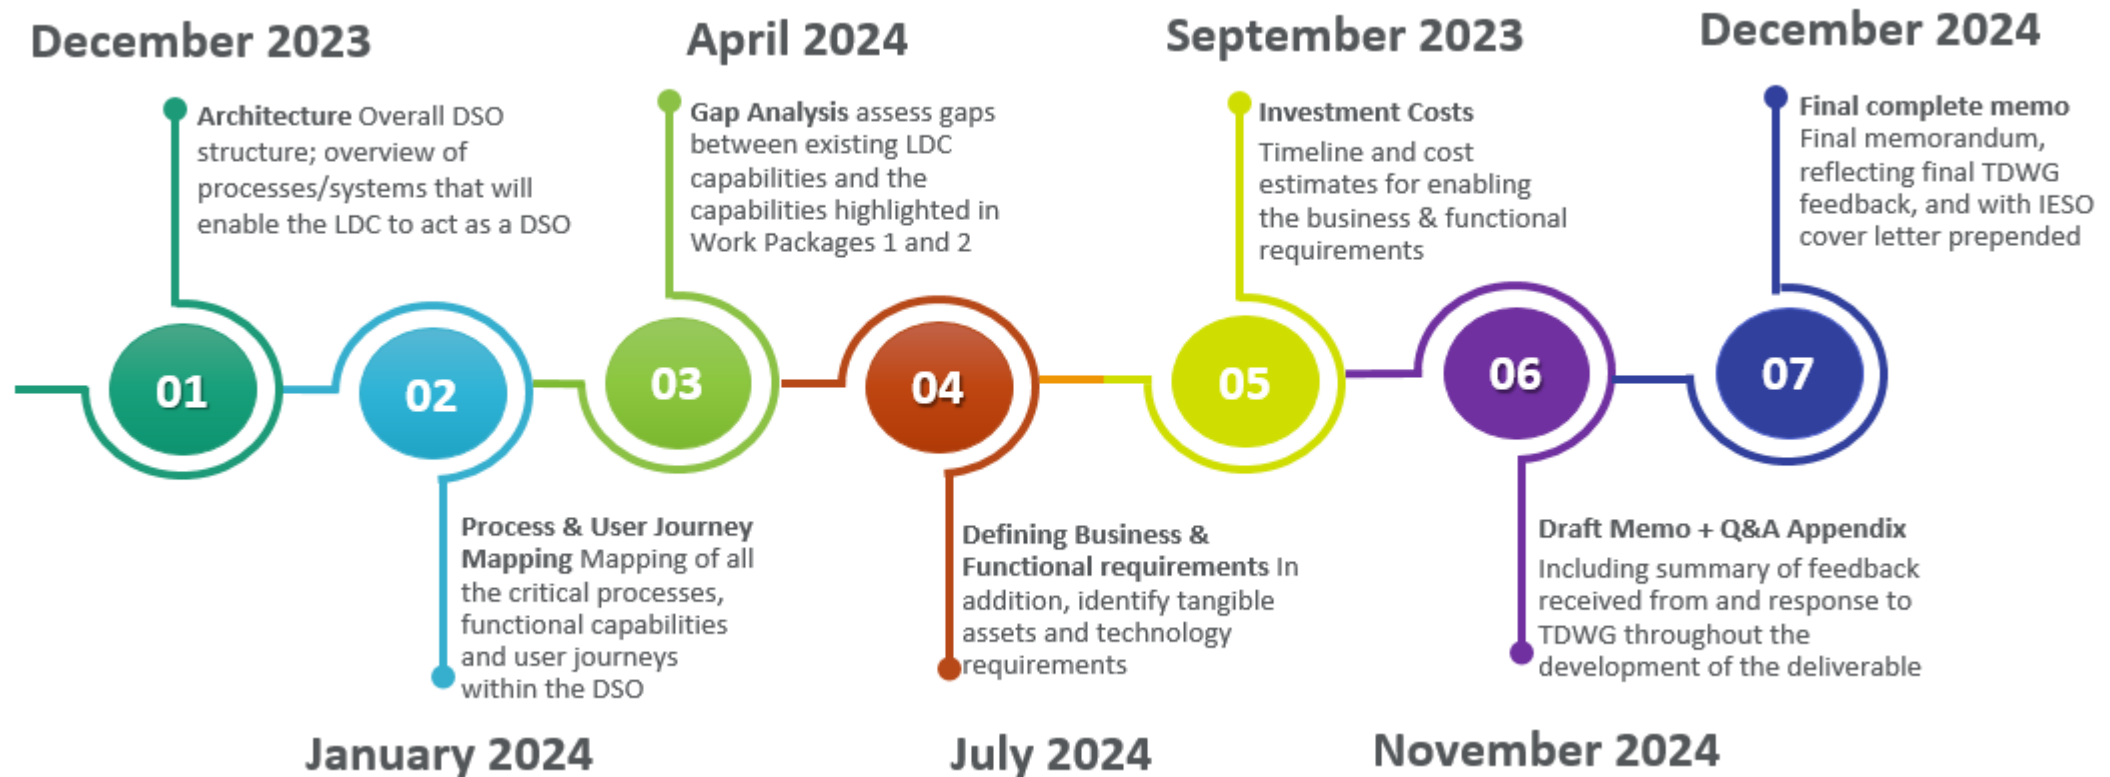 December 2023
Architecture Overall DSO
structure; overview of
processes/systems that will
enable the LDC to act as a DSO
01
02
Process & User Journey
Mapping Mapping of all
the critical processes,
functional capabilities
and user journeys
within the DSO
January 2024
April 2024
Gap Analysis assess gaps
between existing LDC
capabilities and the
capabilities highlighted in
Work Packages 1 and 2
03
04
Defining Business &
Functional requirements In
addition, identify tangible
assets and technology
requirements
July 2024
September 2023
Investment Costs
Timeline and cost
estimates for enabling
the business & functional
requirements
05
06
Draft Memo + Q&A Appendix
Including summary of feedback
received from and response to
TDWG throughout the
development of the deliverable
November 2024
December 2024
Final complete memo
Final memorandum,
reflecting final TDWG
feedback, and with IESO
cover letter prepended
07